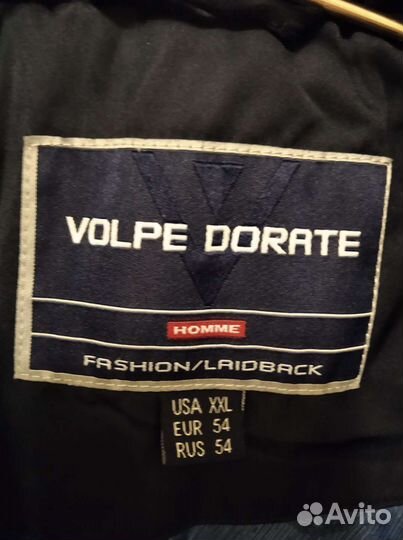 VOLPE DORATE
HOMME
FASHION/LAIDBACK
USA XXL
EUR 54
RUS 54
Avito